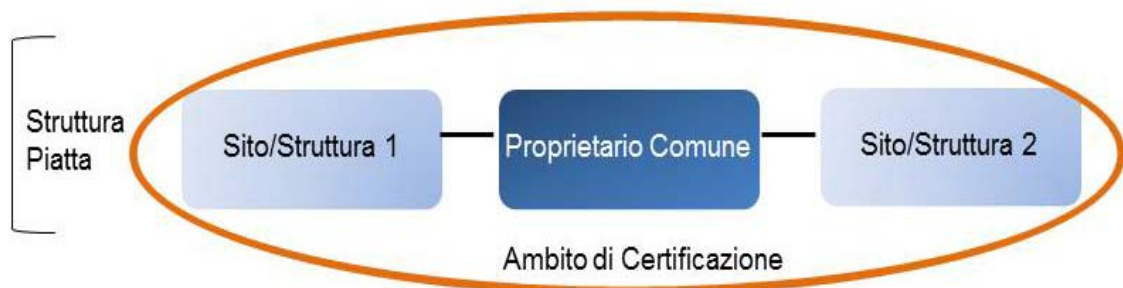 Struttura
Piatta
Sito/Struttura 1
Proprietario Comune
Sito/Struttura 2
Ambito di Certificazione